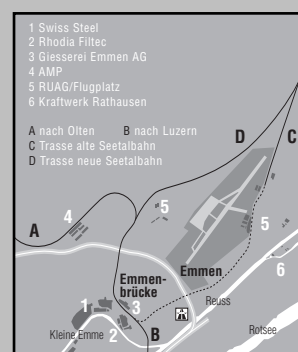 1 Swiss Steel
2 Rhodia Filtec
3 Giesserei Emmen AG
4 AMP
5 RUAG/Flugplatz
6 Kraftwerk Rathausen
A nach Olten B nach Luzern
C Trasse alte Seetalbahn
D Trasse neue Seetalbahn
D C
4 5
A 5
6
Emmen
Emmen-
brücke
1 3 Reuss
Kleine Emme 2 B Rotsee